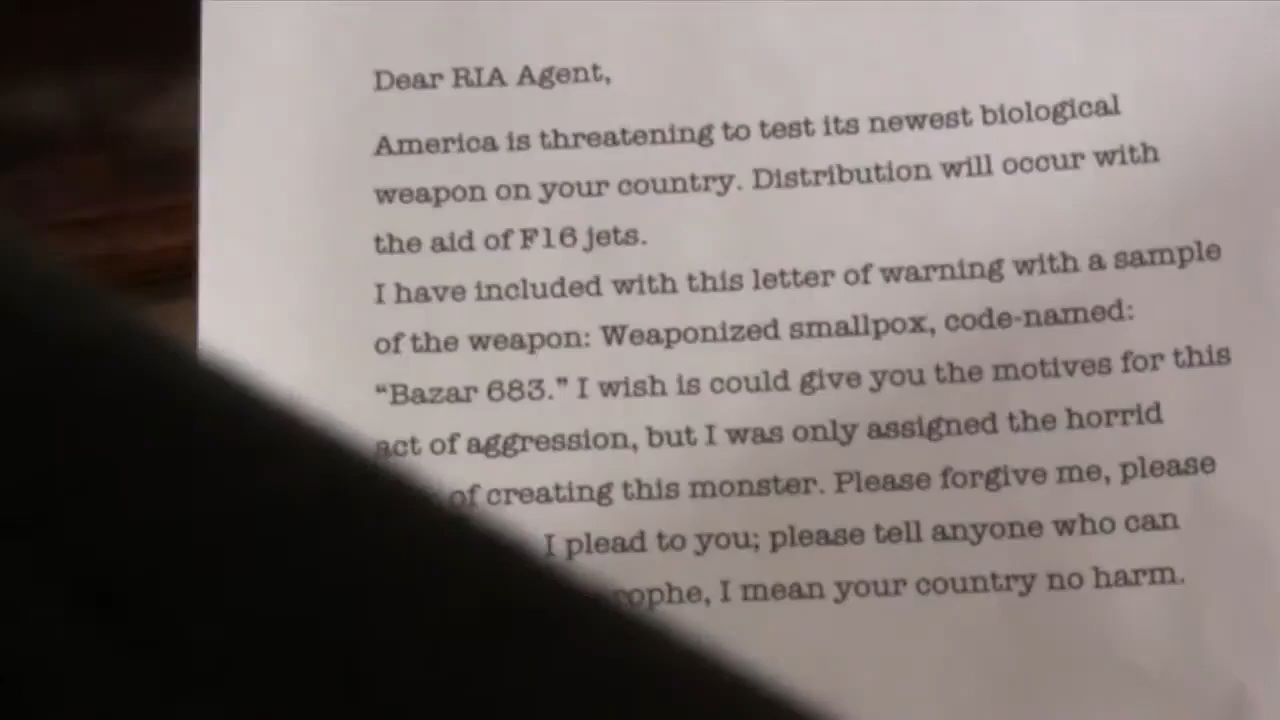 Dear RIA Agent,
America is threatening to test its newest biological
weapon on your country. Distribution will occur with
the aid of F16 jets.
I have included with this letter of warning with a sample
of the weapon: Weaponized smallpox, code-named:
“Bazar 683.” I wish is could give you the motives for this
act of aggression, but I was only assigned the horrid
of creating this monster. Please forgive me, please
I plead to you; please tell anyone who can
I mean your country no harm.